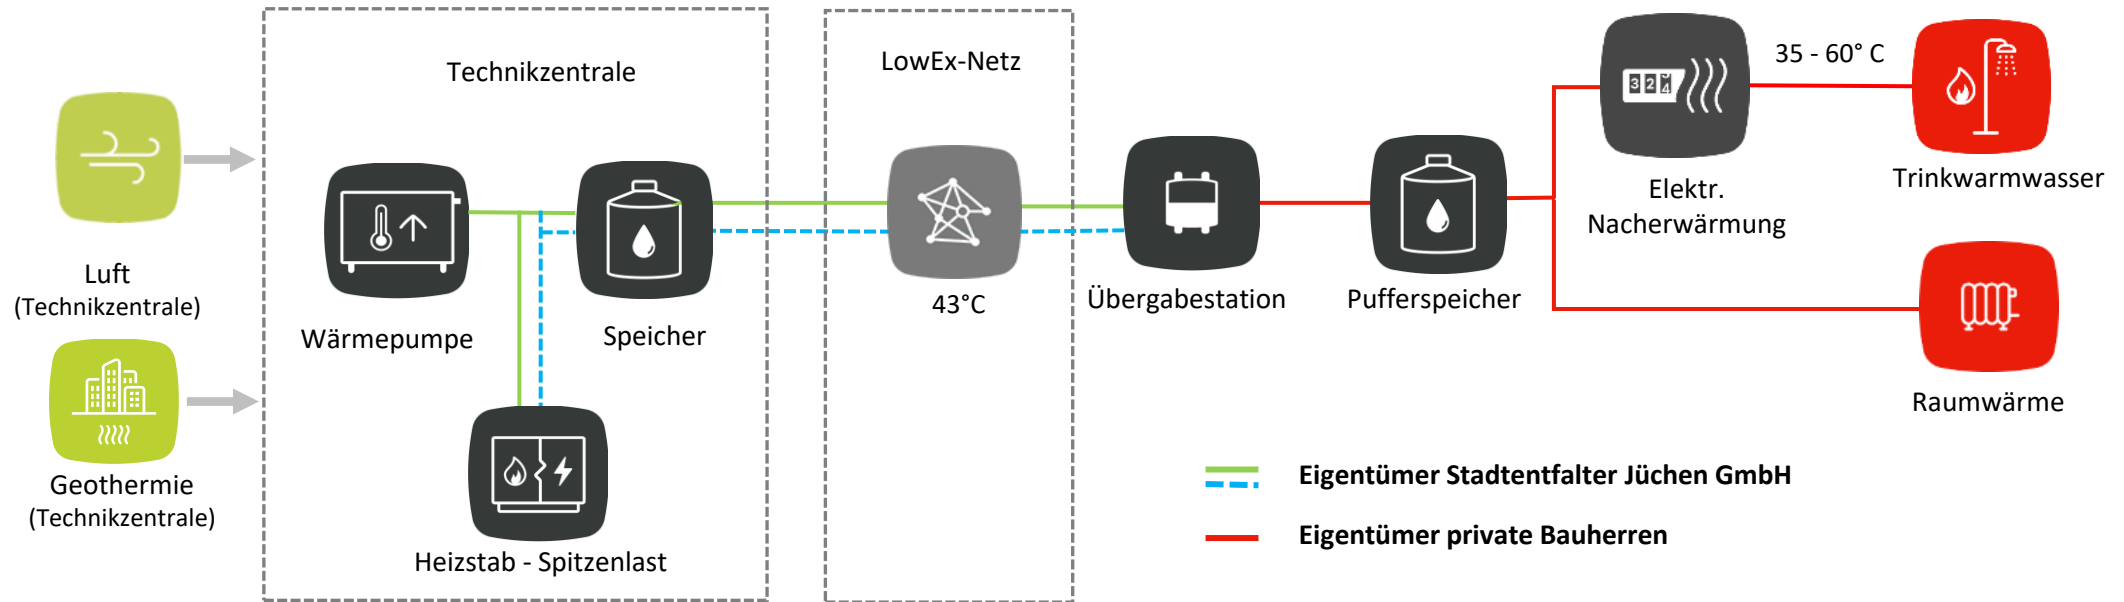 Technikzentrale
LowEx-Netz
35 - 60° C
324
Trinkwarmwasser
Elektr.
Nacherwärmung
Luft
(Technikzentrale)
Wärmepumpe
Speicher
43°C
Übergabestation
Pufferspeicher
Raumwärme
Geothermie
(Technikzentrale)
Heizstab - Spitzenlast
Eigentümer Stadtentfalter Jüchen GmbH
Eigentümer private Bauherren